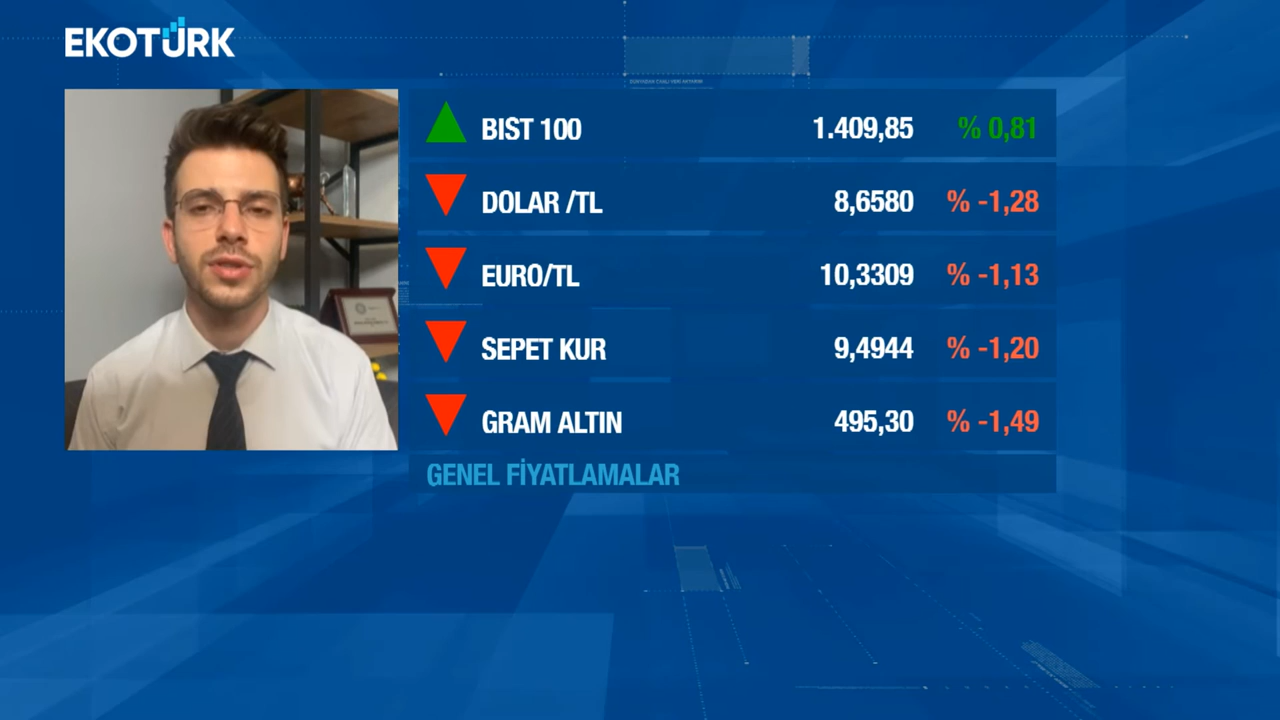 EKOTÜRK
BIST 100 1.409,85 % 0,81
DOLAR /TL 8,6580 % -1,28
EURO/TL 10,3309 % -1,13
SEPET KUR 9,4944 % -1,20
GRAM ALTIN 495,30 % -1,49
GENEL FİYATLAMALAR